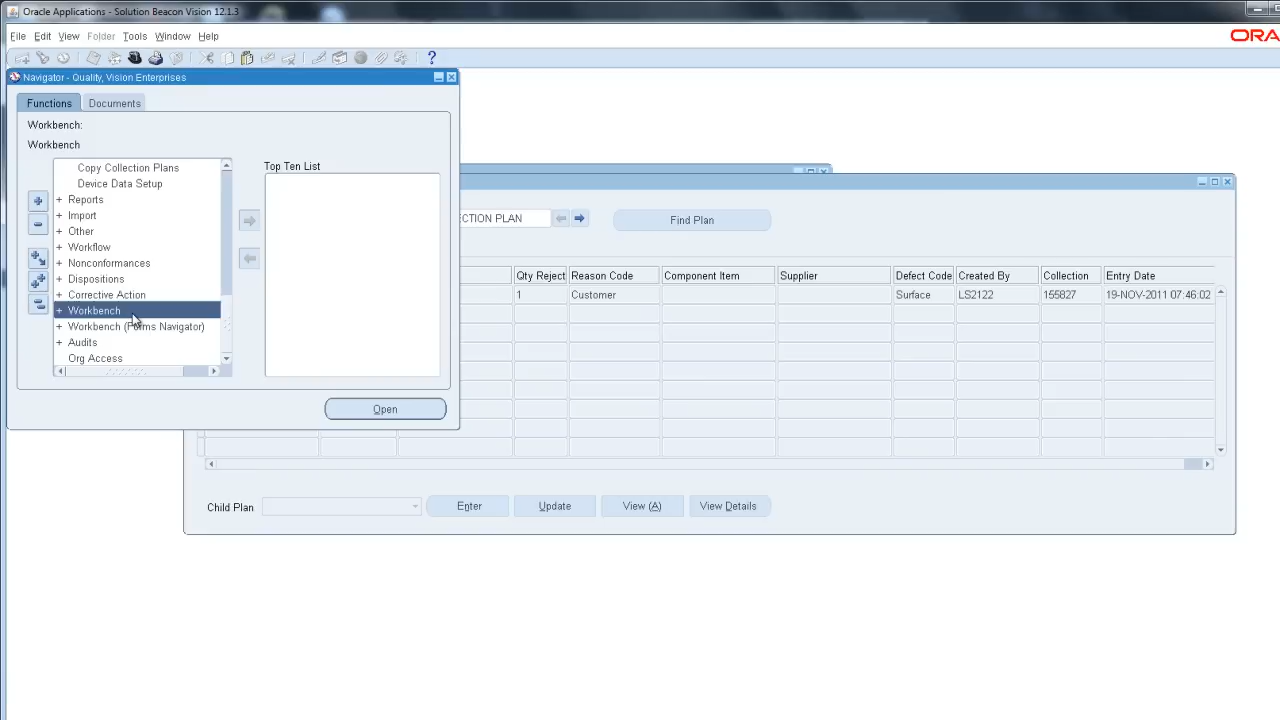 Oracle Applications - Solution Beacon Vision 12.1.3
File Edit View Folder Tools Window Help
ORA
?
Navigator - Quality, Vision Enterprises
Functions Documents
Workbench:
Workbench
Top Ten List
Copy Collection Plans
Device Data Setup
+ Reports
+ Import
+ Other
+ Workflow
+ Nonconformances
+ Dispositions
+ Corrective Action
+ Workbench
+ Workbench (Forms Navigator)
+ Audits
Org Access
Open
CTION PLAN
Find Plan
Qty Reject Reason Code Component Item Supplier Defect Code Created By Collection Entry Date
1 Customer Surface LS2122 155827 19-NOV-2011 07:46:02
Child Plan Enter Update View (A) View Details